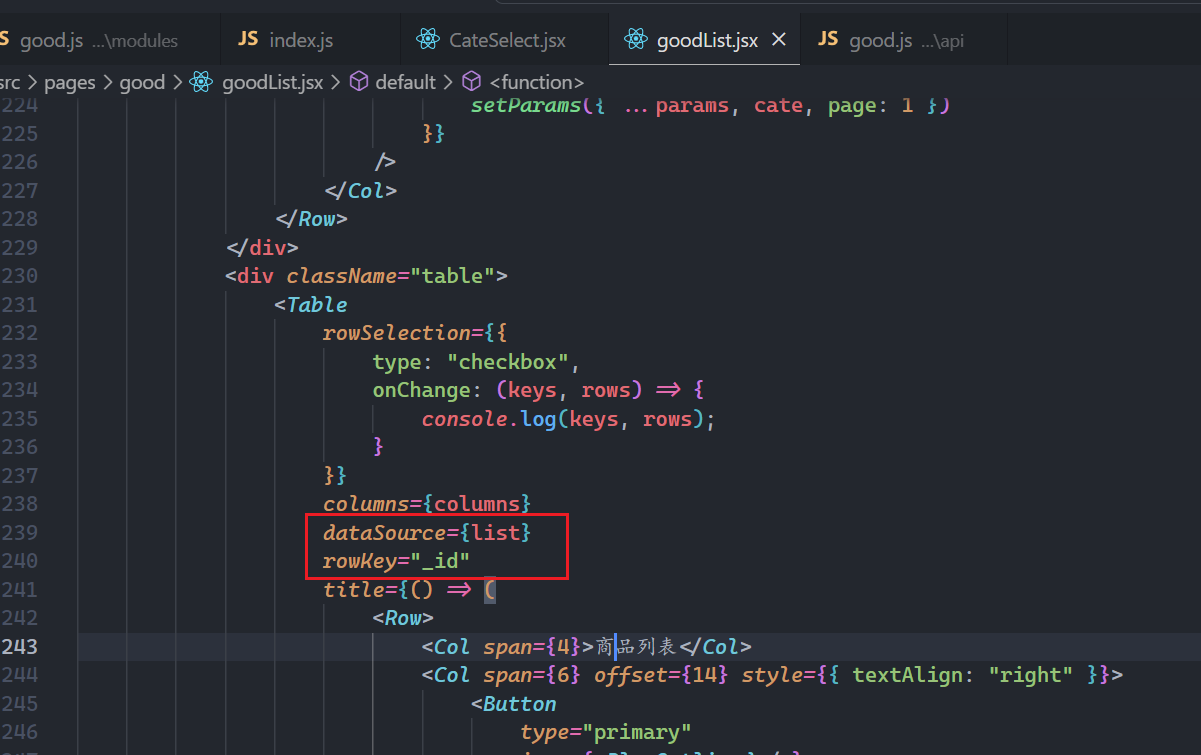 S good.js ...\modules JS index.js CateSelect.jsx goodList.jsx × JS good.js ...\api
src > pages > good > goodList.jsx > default > <function>
224 setParams({ ...params, cate, page: 1 })
225 }}
226 />
227 </Col>
228 </Row>
229 </div>
230 <div className="table">
231 <Table
232 rowSelection={{
233 type: "checkbox",
234 onChange: (keys, rows) => {
235 console.log(keys, rows);
236 }
237 }}
238 columns={columns}
239 dataSource={list}
240 rowKey="_id"
241 title={() => (
242 <Row>
243 <Col span={4}>商品列表</Col>
244 <Col span={6} offset={14} style={{ textAlign: "right" }}>
245 <Button
246 type="primary"